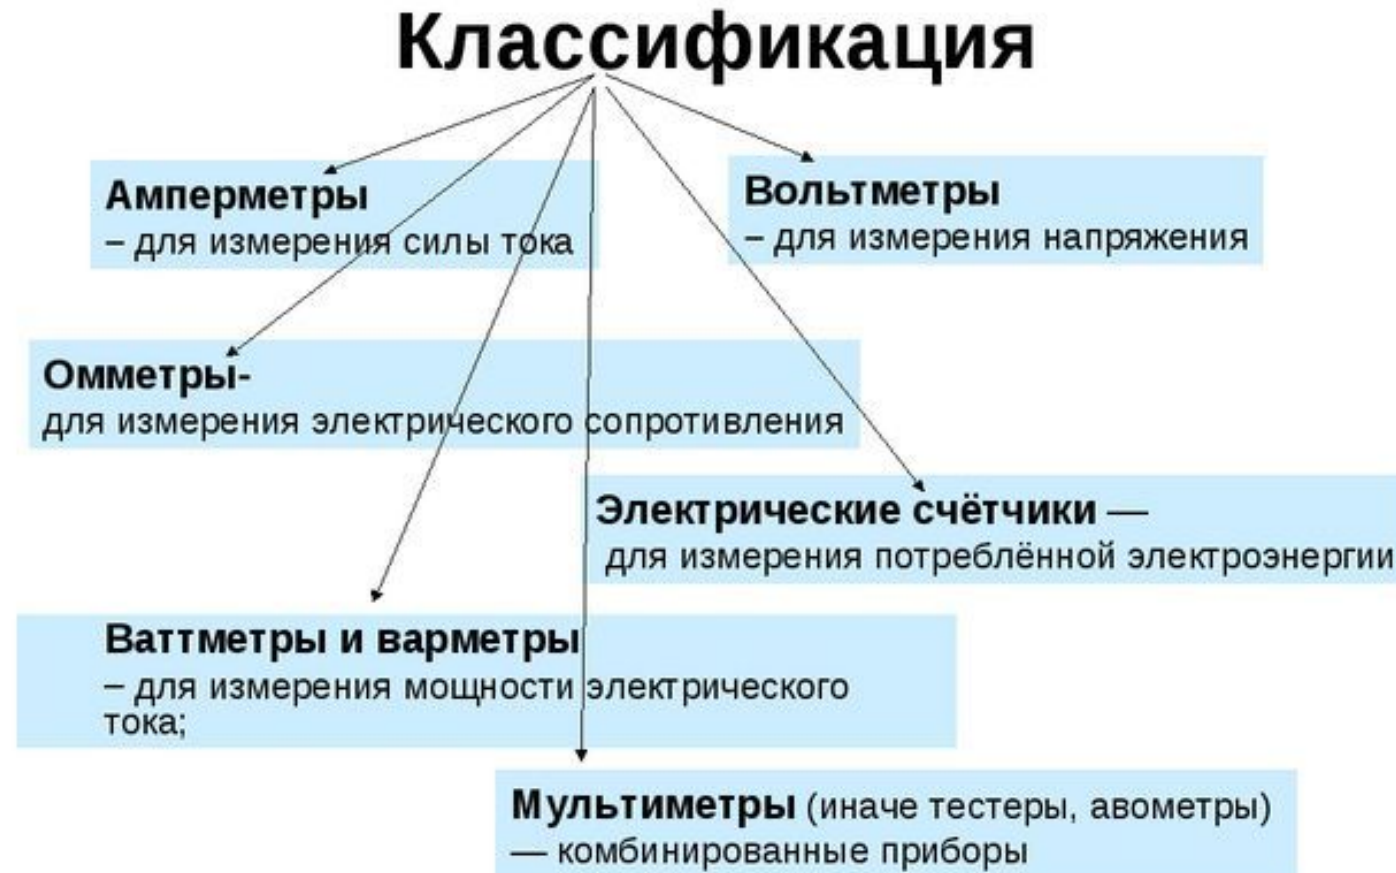 Классификация
Амперметры
– для измерения силы тока
Вольтметры
– для измерения напряжения
Омметры-
для измерения электрического сопротивления
Электрические счётчики —
для измерения потреблённой электроэнергии
Ваттметры и варметры
– для измерения мощности электрического
тока;
Мультиметры (иначе тестеры, авометры)
— комбинированные приборы